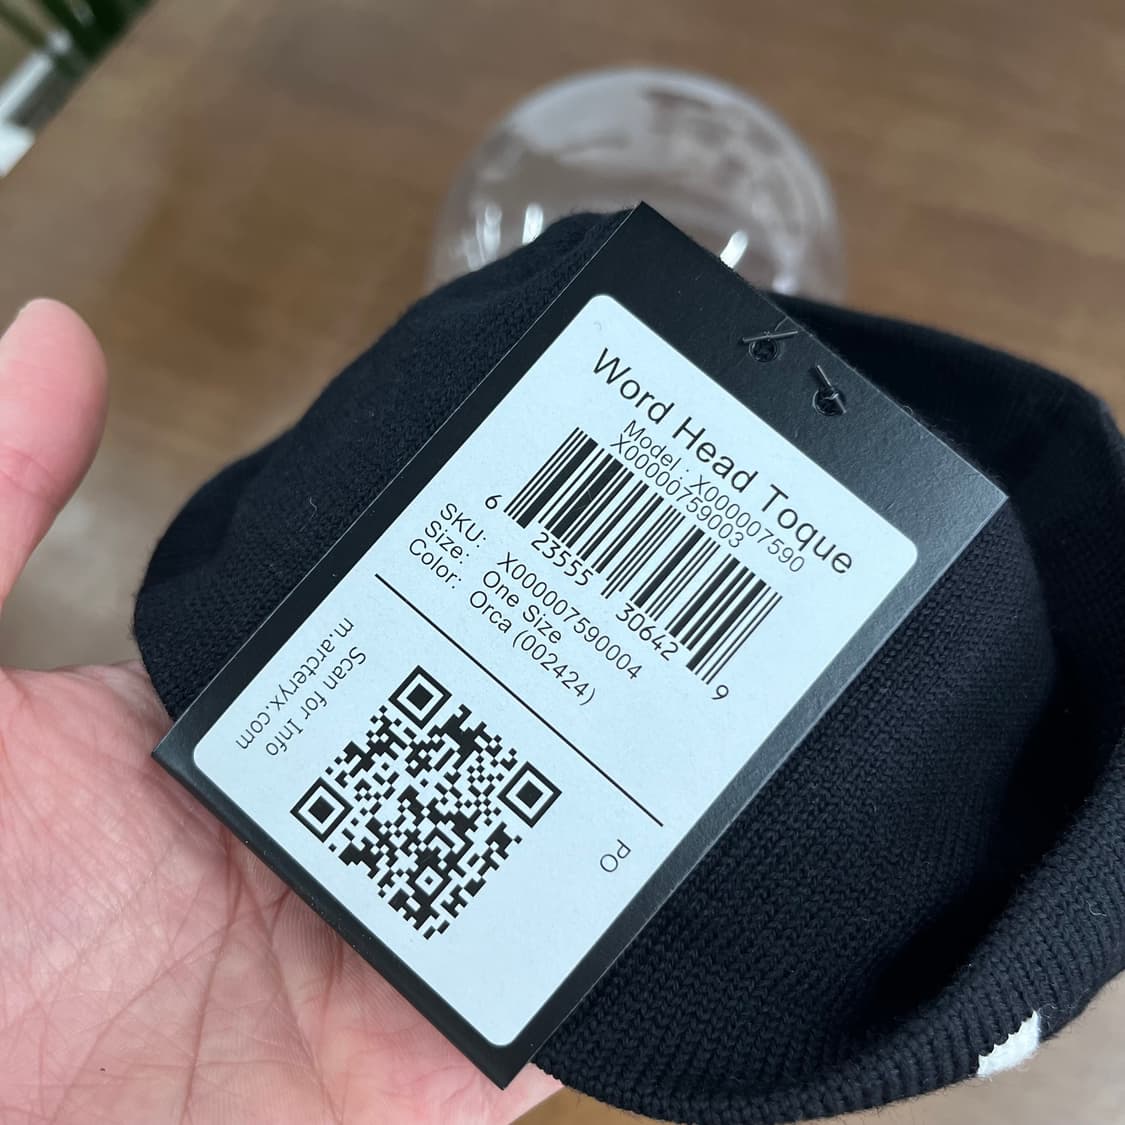 Word Head Toque
Model : X000007590
X00000759003
6 23555 30642 9
SKU: X000007590004
Size: One Size
Color: Orca (002424)
Scan for Info
m.arcteryx.com
PO